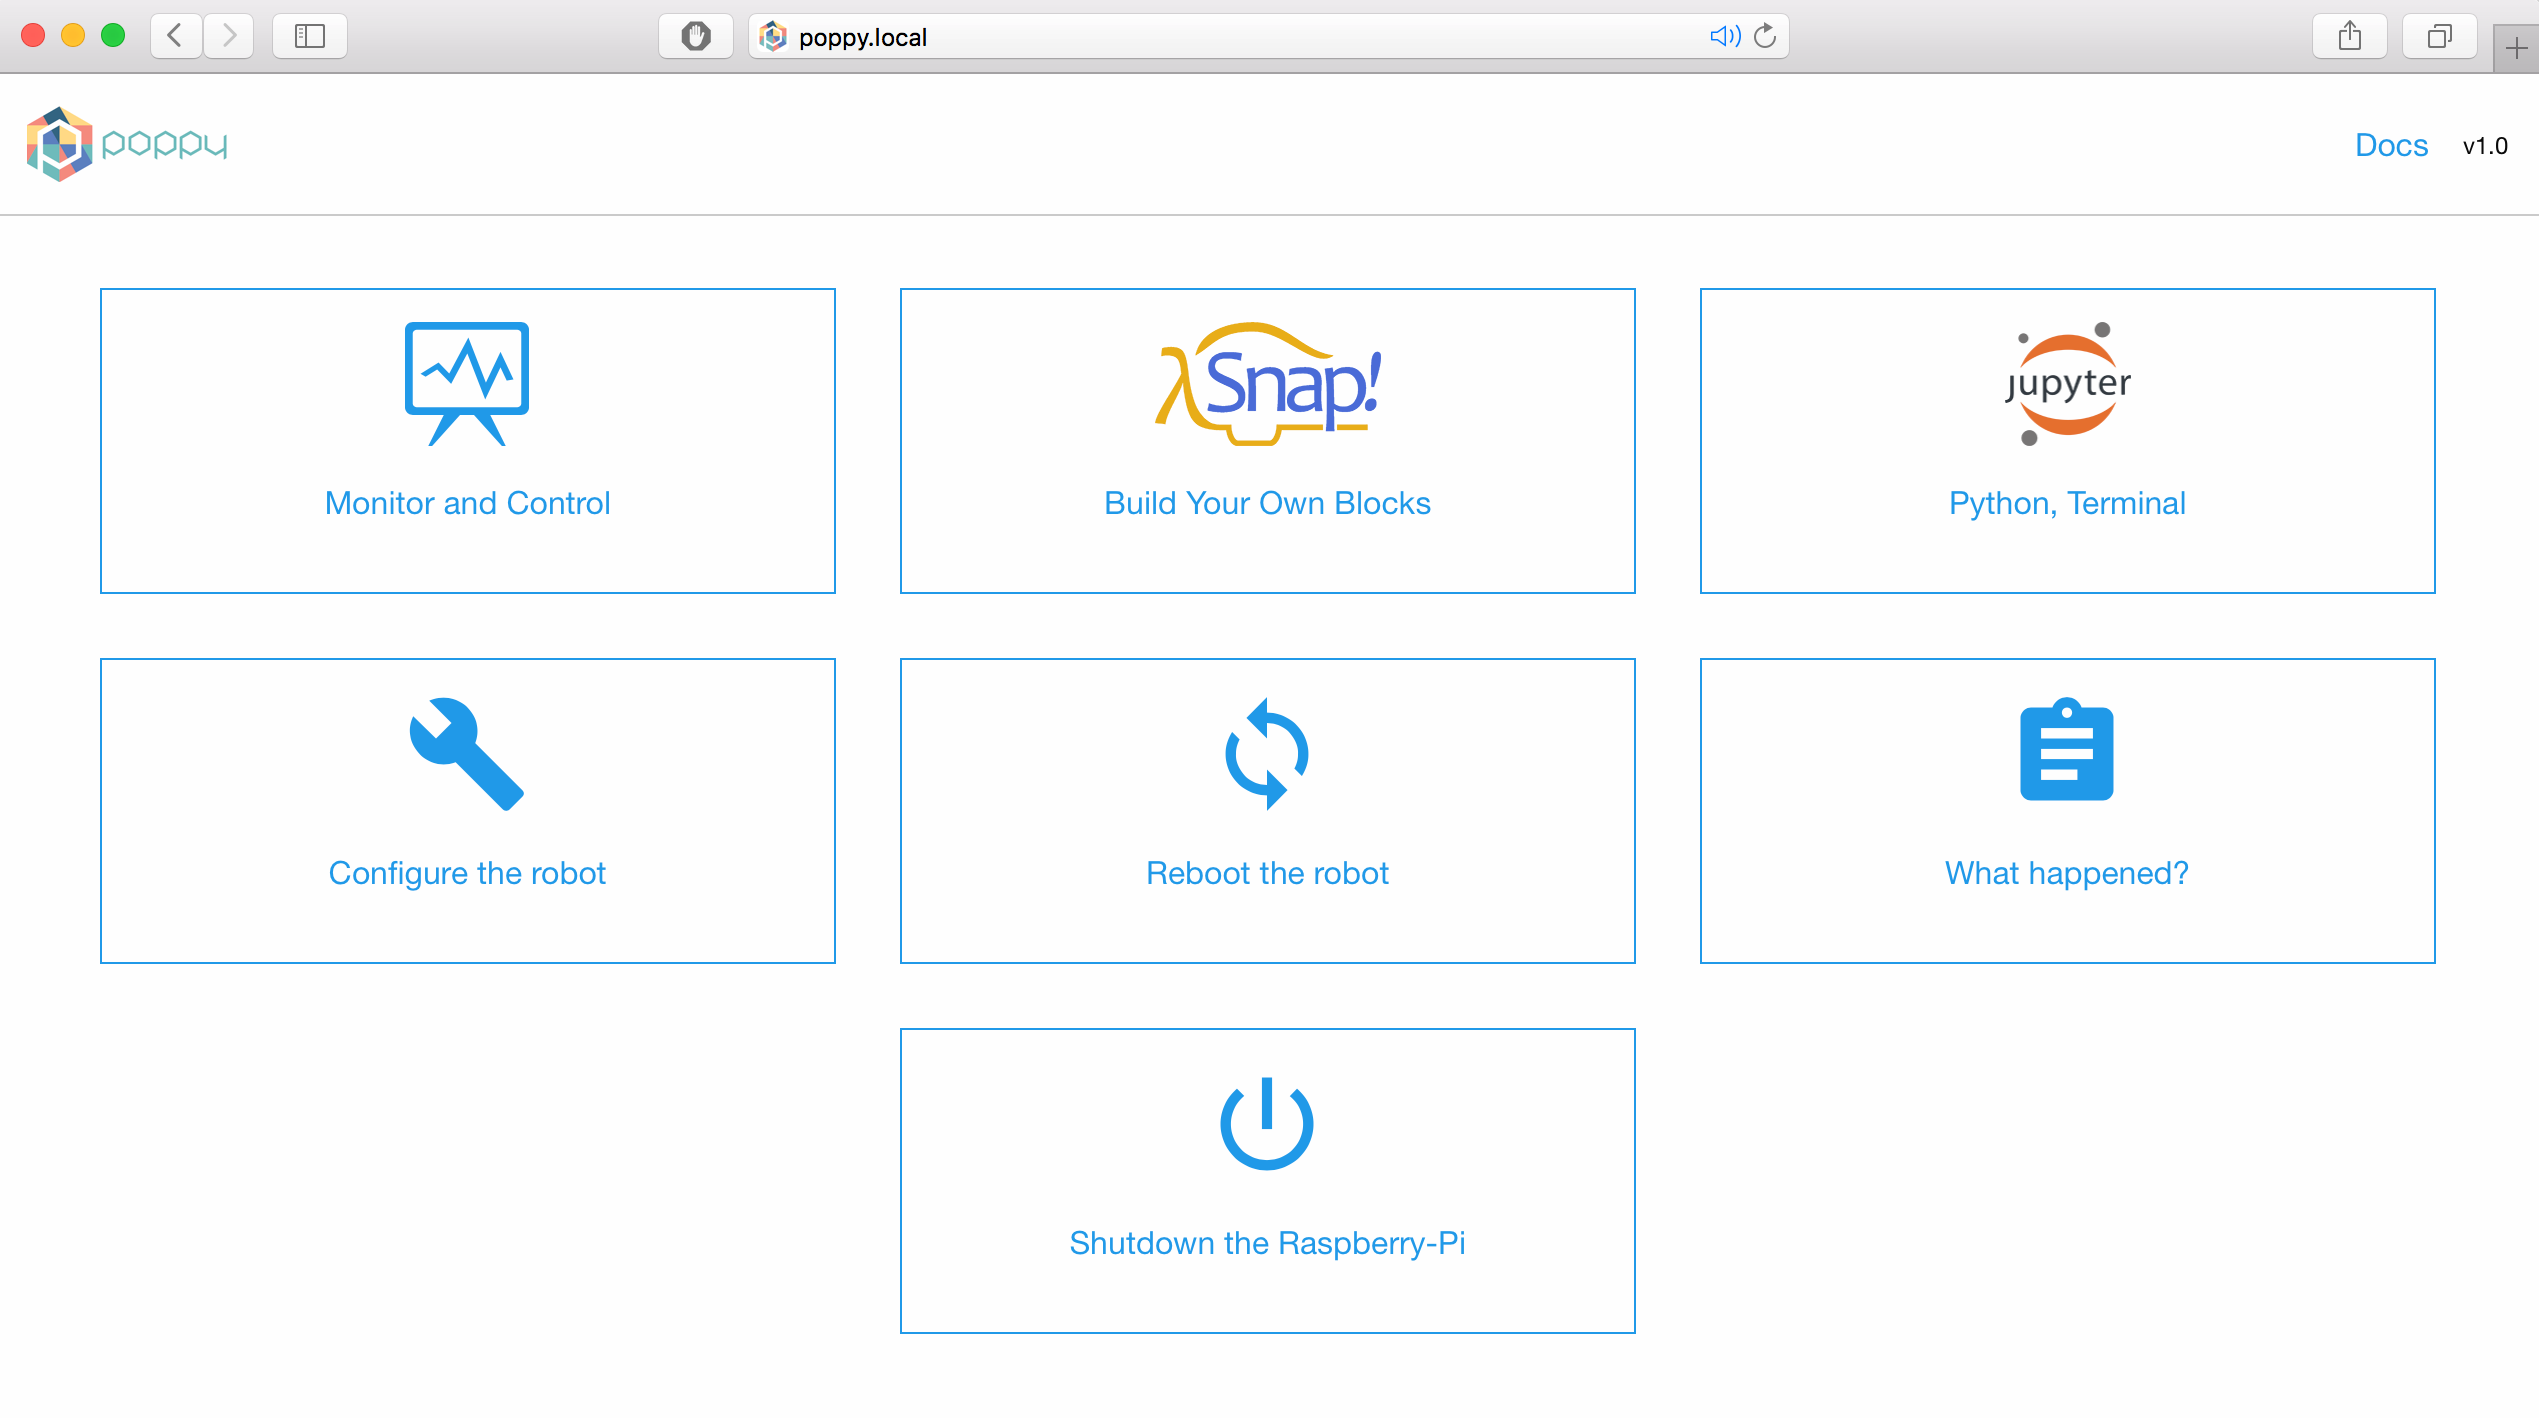 poppy.local
poppy
Docs v1.0
λSnap!
jupyter
Monitor and Control
Build Your Own Blocks
Python, Terminal
Configure the robot
Reboot the robot
What happened?
Shutdown the Raspberry-Pi